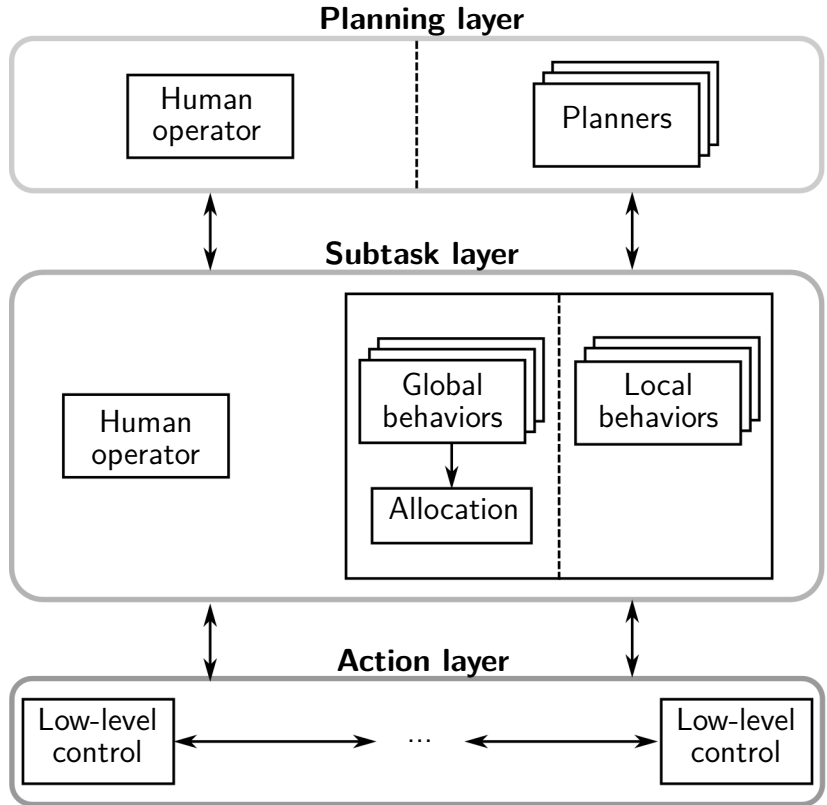 Planning layer
Human
operator
Planners
Subtask layer
Human
operator
Global
behaviors
Allocation
Local
behaviors
Action layer
Low-level
control
...
Low-level
control